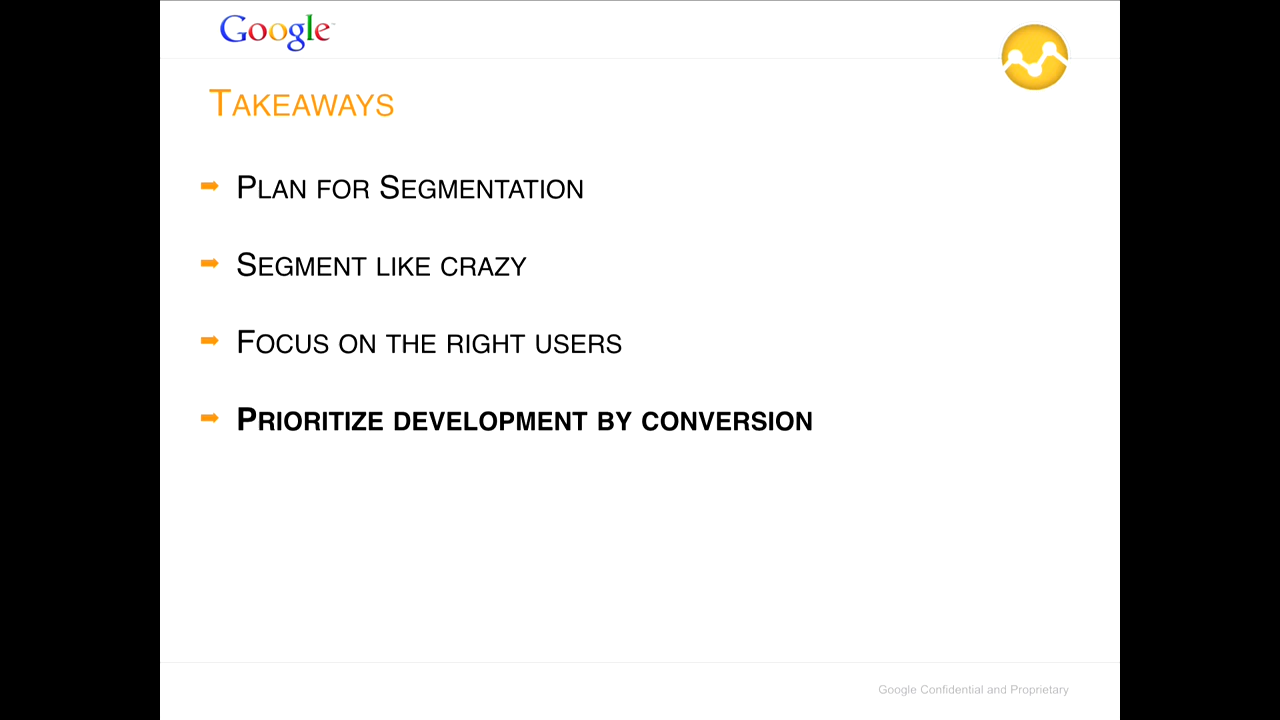 Google
TAKEAWAYS
PLAN FOR SEGMENTATION
SEGMENT LIKE CRAZY
FOCUS ON THE RIGHT USERS
PRIORITIZE DEVELOPMENT BY CONVERSION
Google Confidential and Proprietary